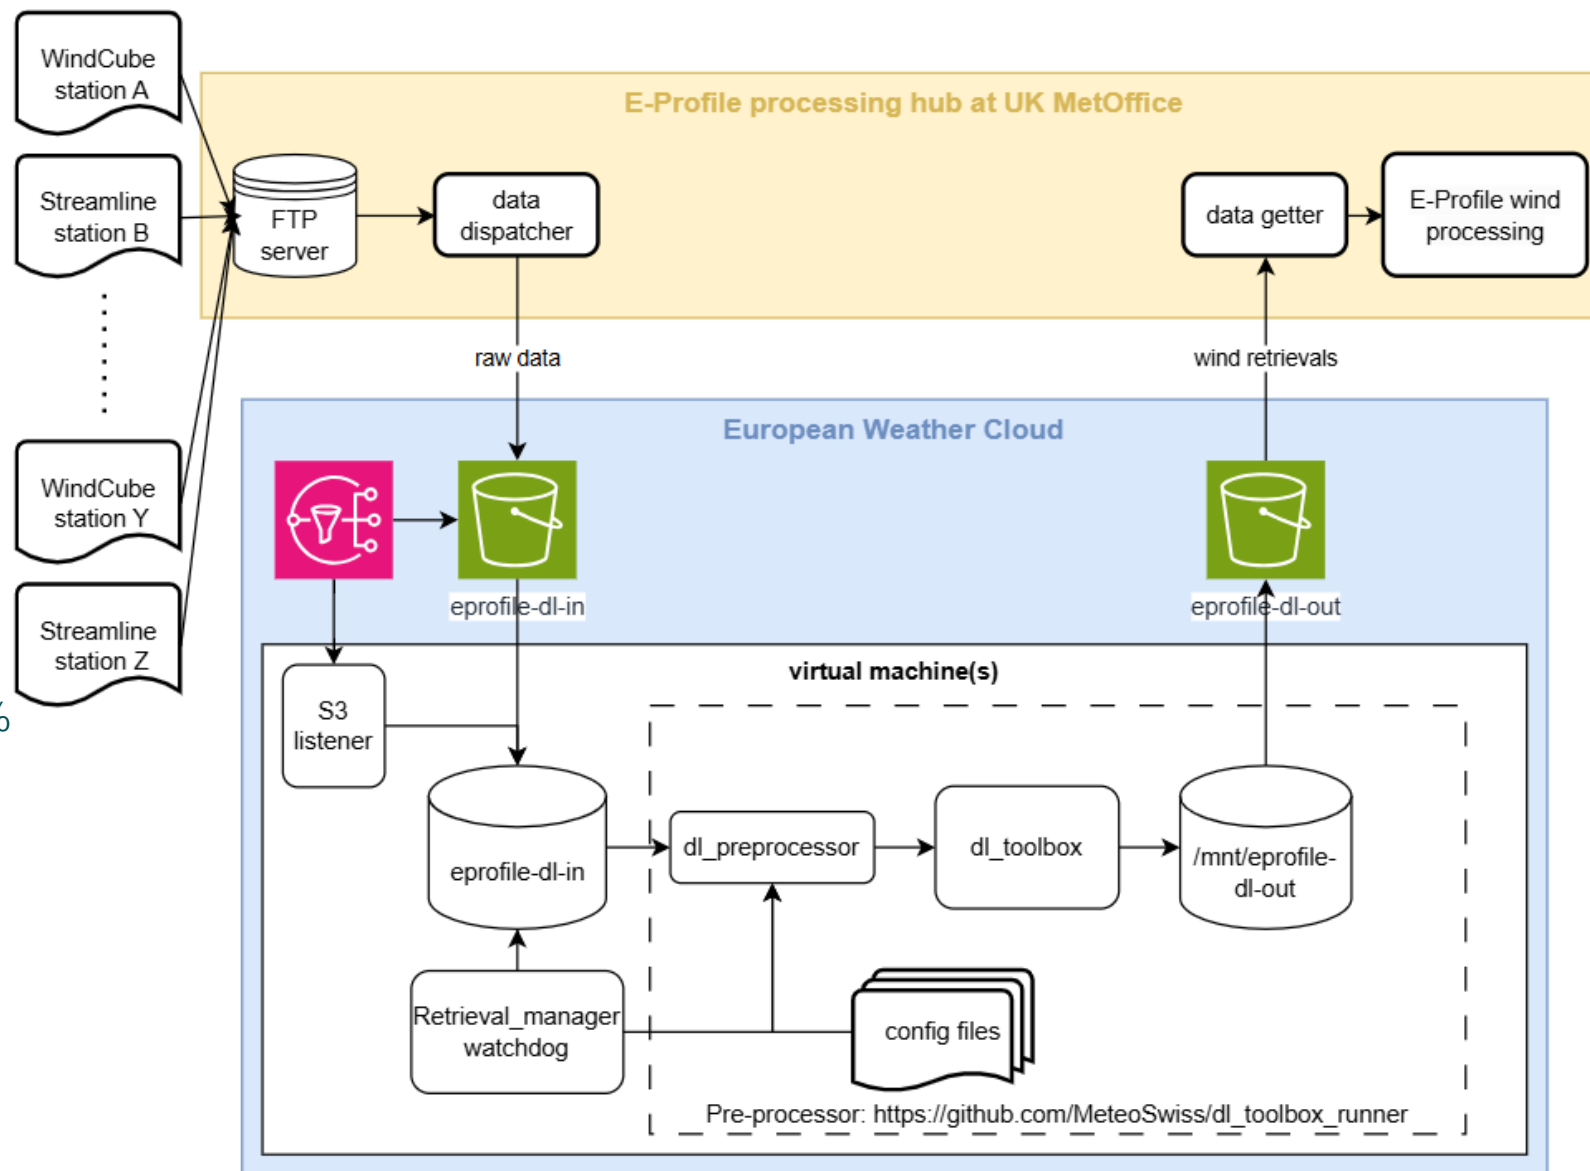 WindCube
station A
E-Profile processing hub at UK MetOffice
Streamline
station B
FTP
server
data
dispatcher
data getter
E-Profile wind
processing
raw data
wind retrievals
European Weather Cloud
WindCube
station Y
eprofile-dl-in
eprofile-dl-out
Streamline
station Z
%
virtual machine(s)
S3
listener
eprofile-dl-in
dl_preprocessor
dl_toolbox
/mnt/eprofile-
dl-out
Retrieval_manager
watchdog
config files
Pre-processor: https://github.com/MeteoSwiss/dl_toolbox_runner